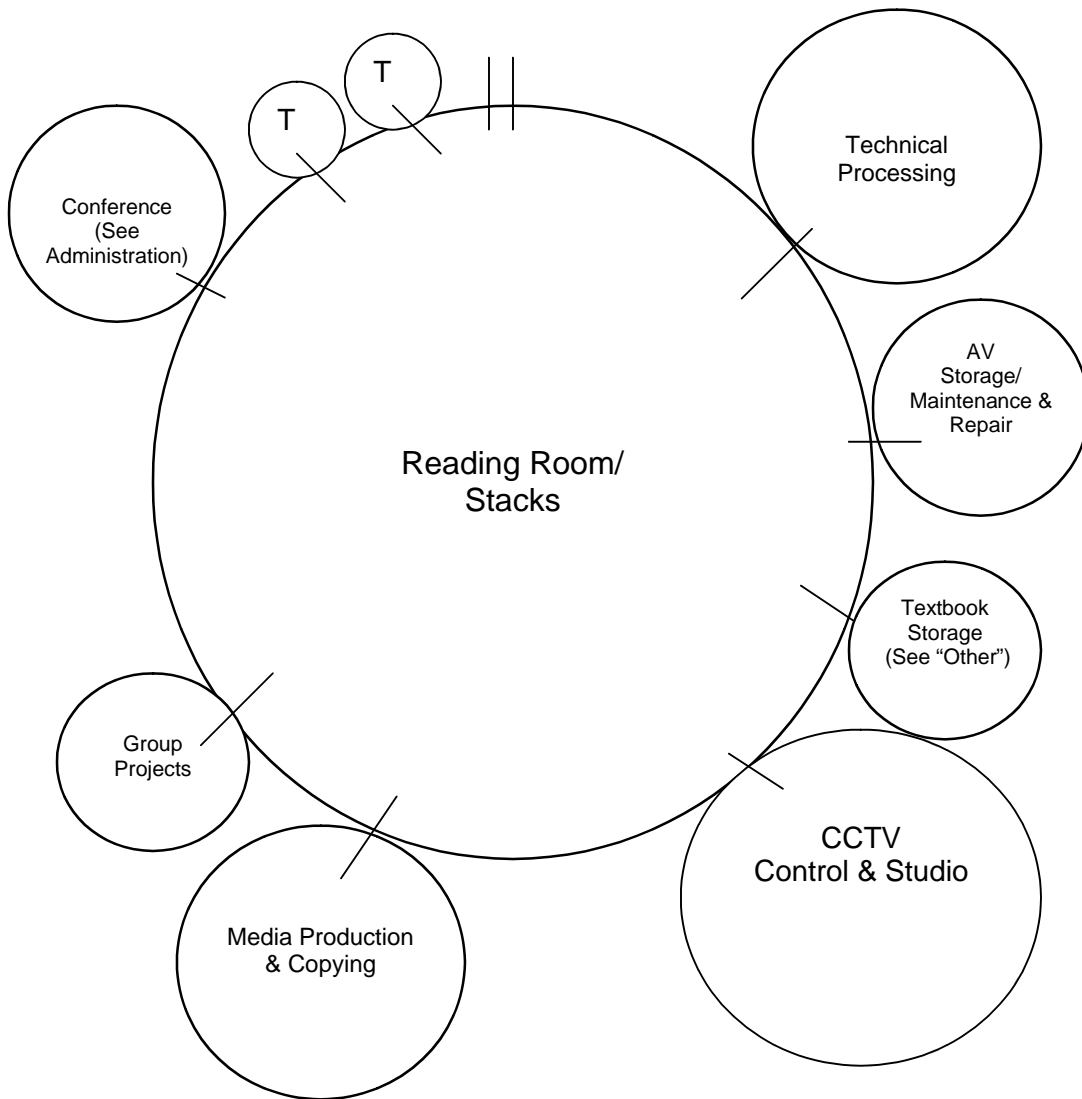 T
T
Technical
Processing
Conference
(See
Administration)
AV
Storage/
Maintenance &
Repair
Reading Room/
Stacks
Textbook
Storage
(See “Other”)
Group
Projects
CCTV
Control & Studio
Media Production
& Copying